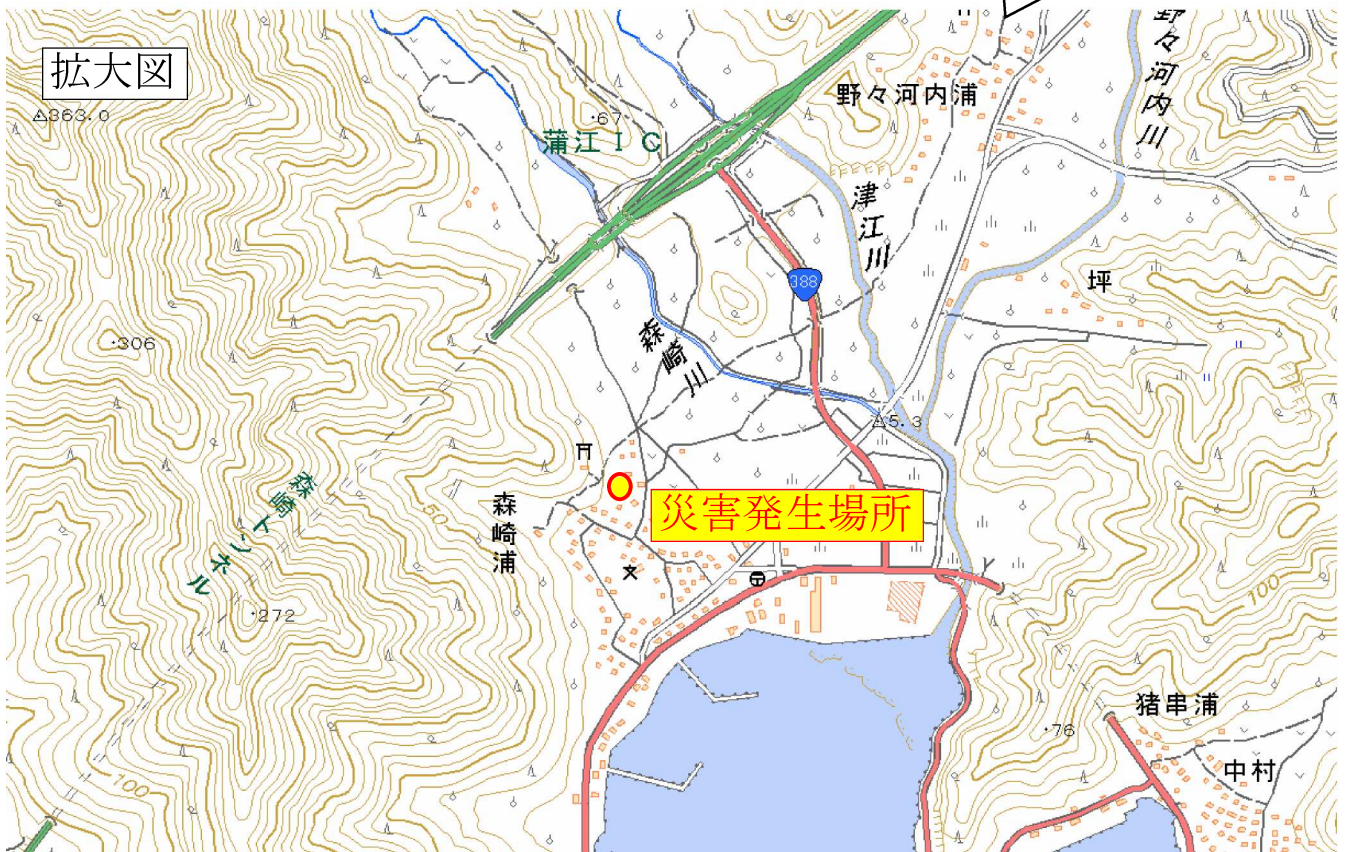 拡大図
363.0
67
蒲江IC
野々河内浦
野々河内川
津江川
388
坪
306
森崎川
5.3
災害発生場所
森崎浦
50
森崎トンネル
272
100
100
猪串浦
76
中村